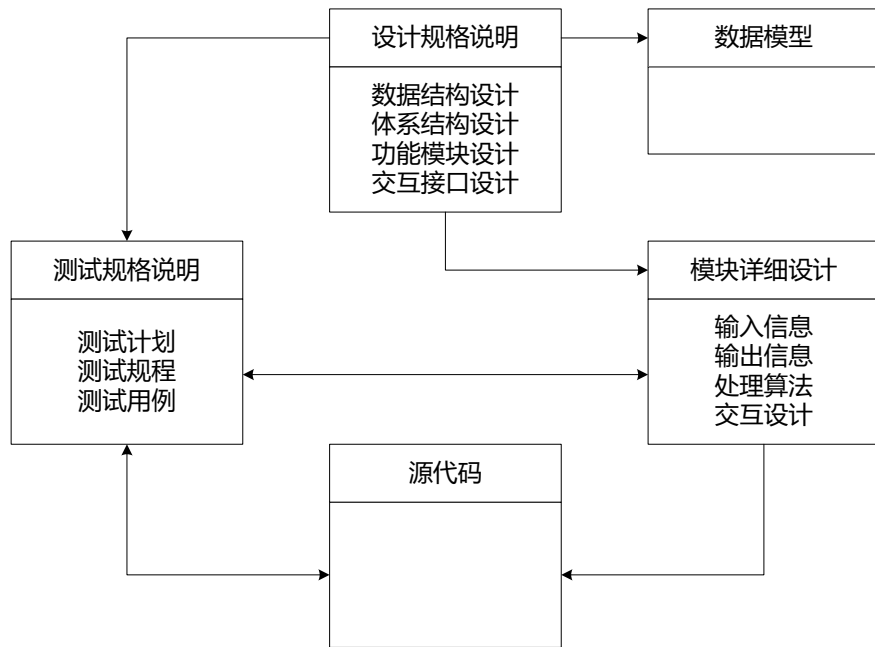 设计规格说明
数据结构设计
体系结构设计
功能模块设计
交互接口设计
数据模型
测试规格说明
测试计划
测试规程
测试用例
模块详细设计
输入信息
输出信息
处理算法
交互设计
源代码